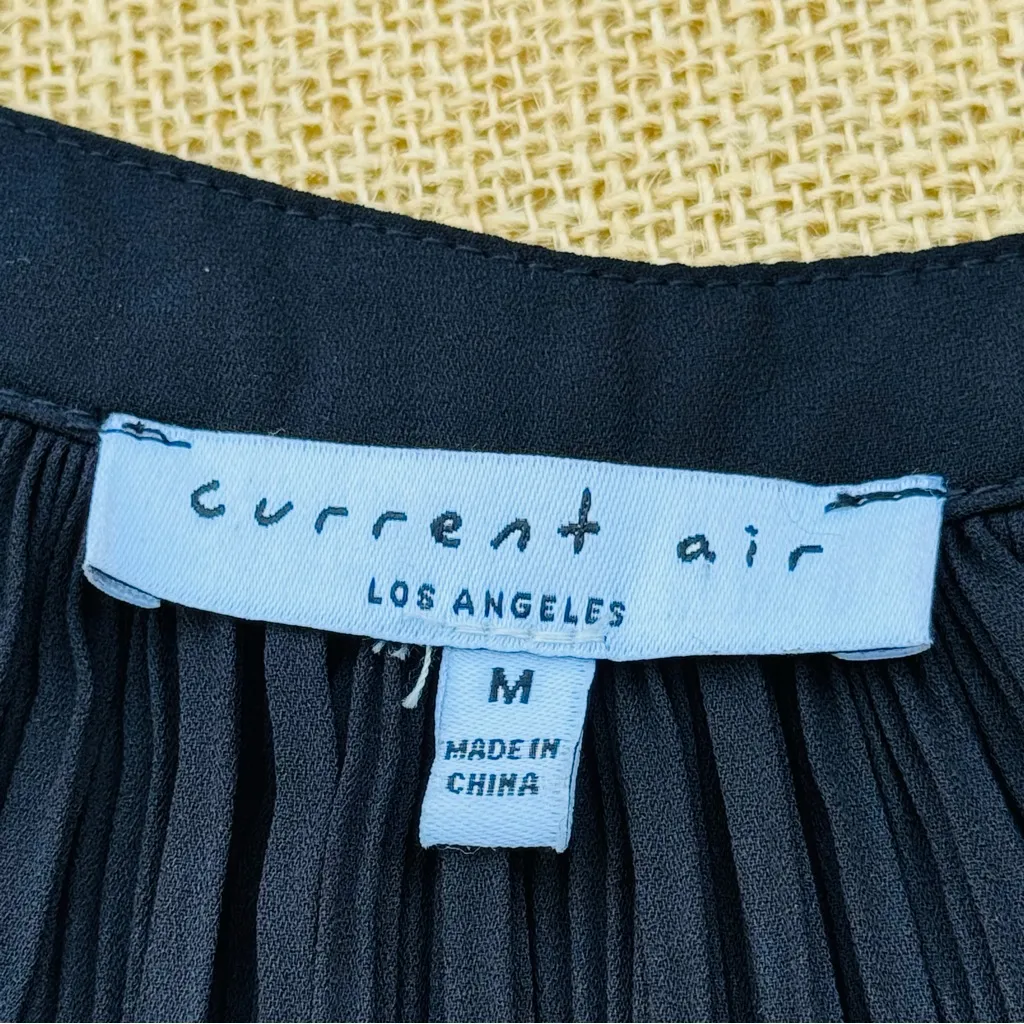 current air
LOS ANGELES
M
MADE IN
CHINA